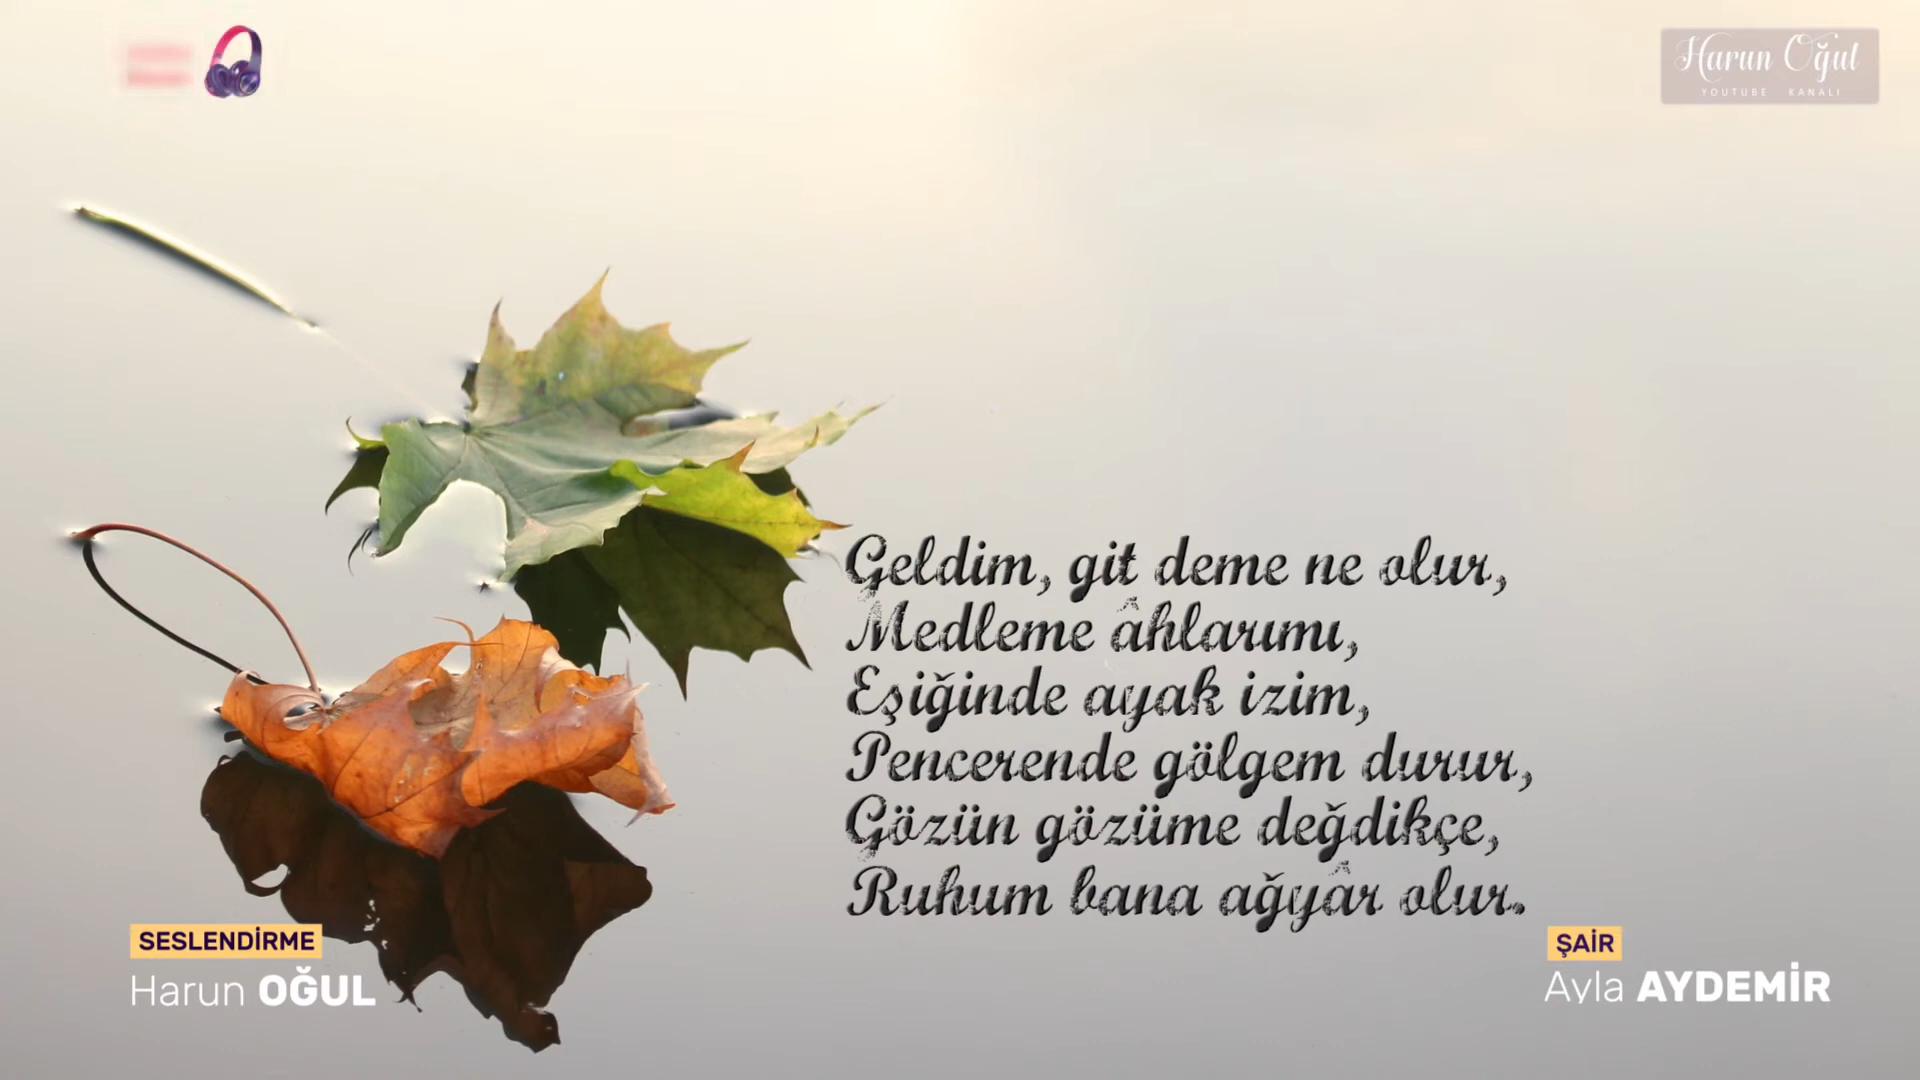 Harun Oğul
YOUTUBE KANALI
Geldim, git deme ne olur,
Medleme âhlarımı,
Eşiğinde ayak izim,
Pencerende gölgem durur,
Gözün gözüme değdikçe,
Ruhum bana ağyâr olur.
SESLENDİRME
Harun OĞUL
ŞAİR
Ayla AYDEMİR